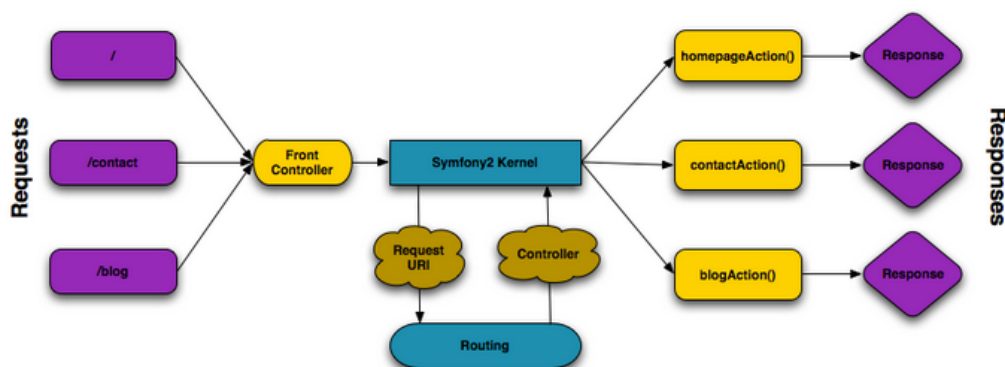 Requests
/
/contact
/blog
Front
Controller
Symfony2 Kernel
Request
URI
Controller
Routing
homepageAction()
contactAction()
blogAction()
Response
Response
Response
Responses